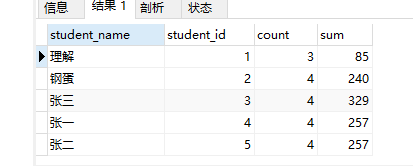 信息 结果 1 剖析 状态
student_name student_id count sum
理解 1 3 85
钢蛋 2 4 240
张三 3 4 329
张一 4 4 257
张二 5 4 257